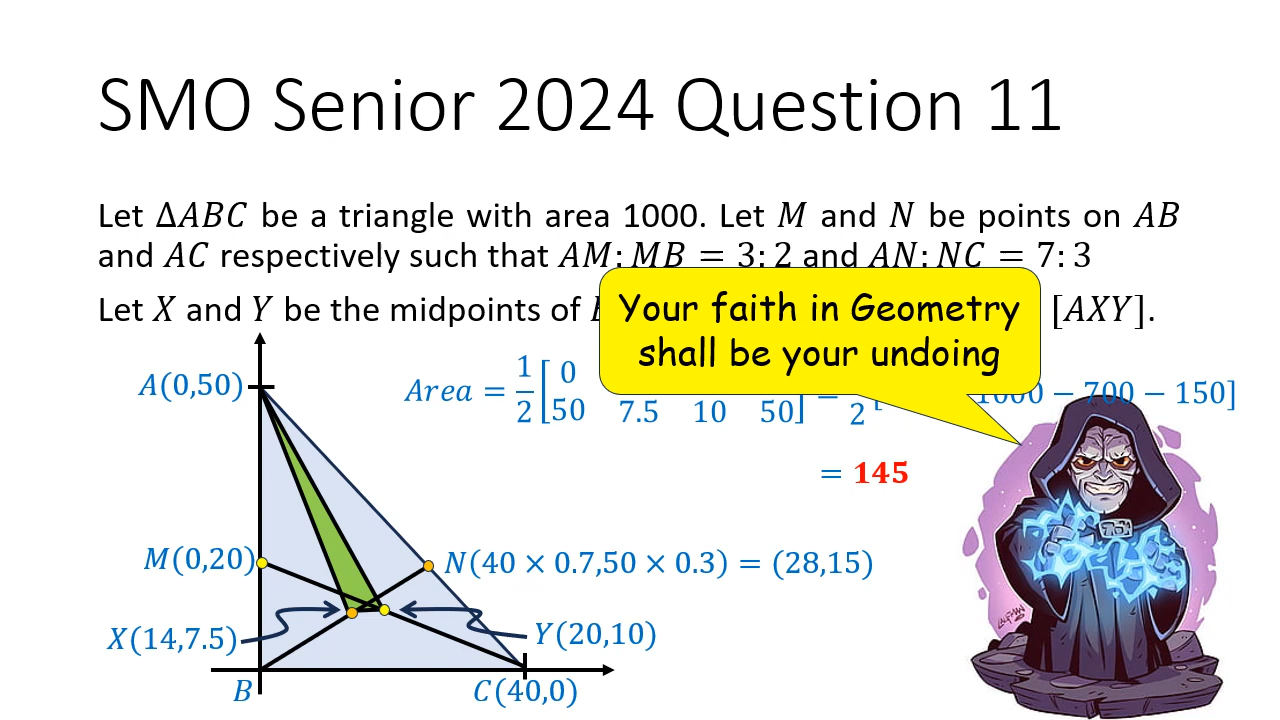 SMO Senior 2024 Question 11
Let ΔABC be a triangle with area 1000. Let M and N be points on AB
and AC respectively such that AM: MB = 3: 2 and AN: NC = 7: 3
Let X and Y be the midpoints of [AXY].
Your faith in Geometry
shall be your undoing
A(0,50)
Area = 1/2 [0
50 7.5 10 50] = /2 [ 1000 − 700 − 150]
= 145
M(0,20)
N(40 × 0.7,50 × 0.3) = (28,15)
X(14,7.5)
Y(20,10)
B
C(40,0)